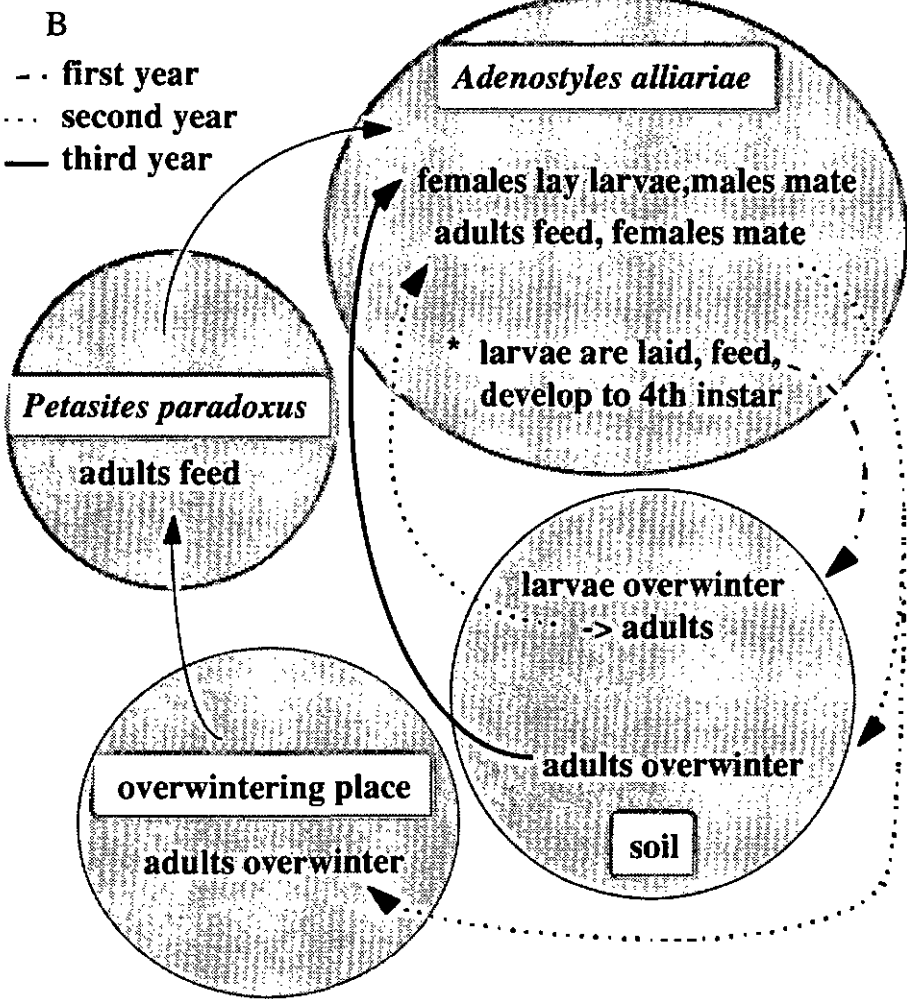 B
-· first year
··· second year
— third year
Adenostyles alliariae
females lay larvae,males mate
adults feed, females mate
* larvae are laid, feed,
develop to 4th instar
Petasites paradoxus
adults feed
larvae overwinter
-> adults
adults overwinter
soil
overwintering place
adults overwinter